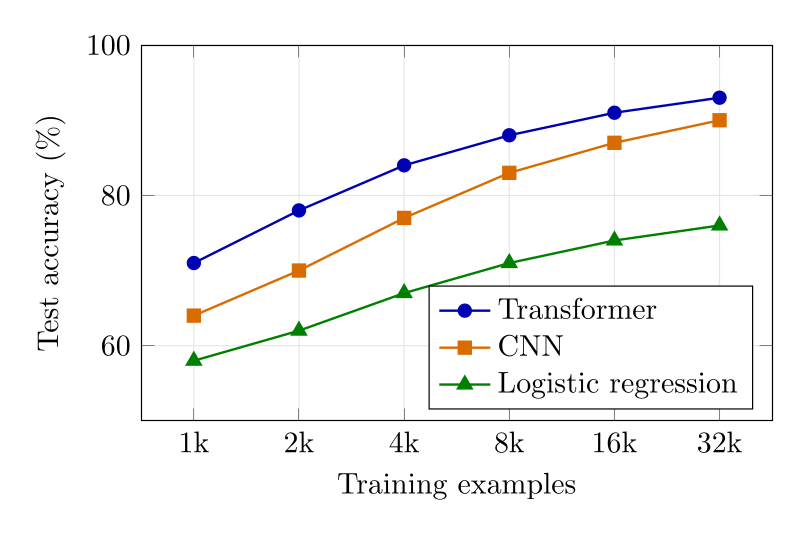 100
80
60
Test accuracy (%)
Transformer
CNN
Logistic regression
1k 2k 4k 8k 16k 32k
Training examples